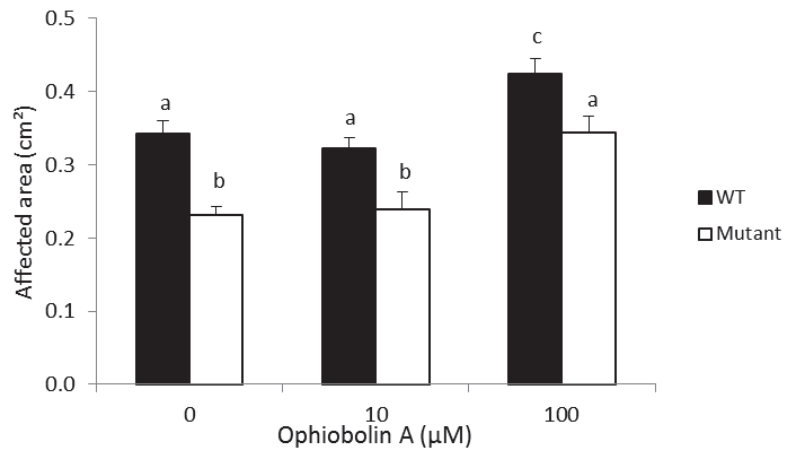 0.5
c
0.4
a
a
a
0.3
b
b
0.2
0.1
0.0
Affected area (cm²)
WT
Mutant
0 10 100
Ophiobolin A (µM)